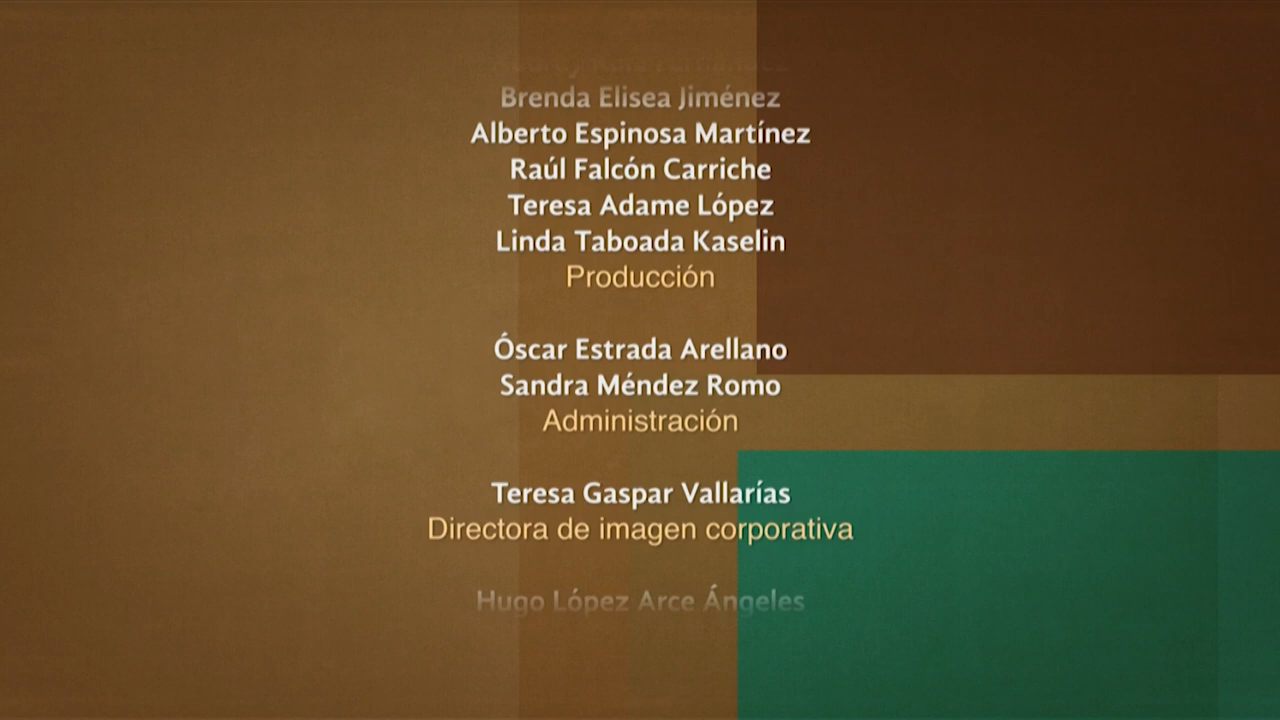 Brenda Elisea Jiménez
Alberto Espinosa Martínez
Raúl Falcón Carriche
Teresa Adame López
Linda Taboada Kaselin
Producción
Óscar Estrada Arellano
Sandra Méndez Romo
Administración
Teresa Gaspar Vallarías
Directora de imagen corporativa
Hugo López Arce Ángeles